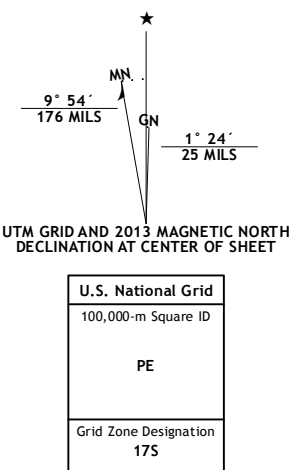 ★
MN
9° 54´
176 MILS
GN
1° 24´
25 MILS
UTM GRID AND 2013 MAGNETIC NORTH
DECLINATION AT CENTER OF SHEET
U.S. National Grid
100,000-m Square ID
PE
Grid Zone Designation
17S